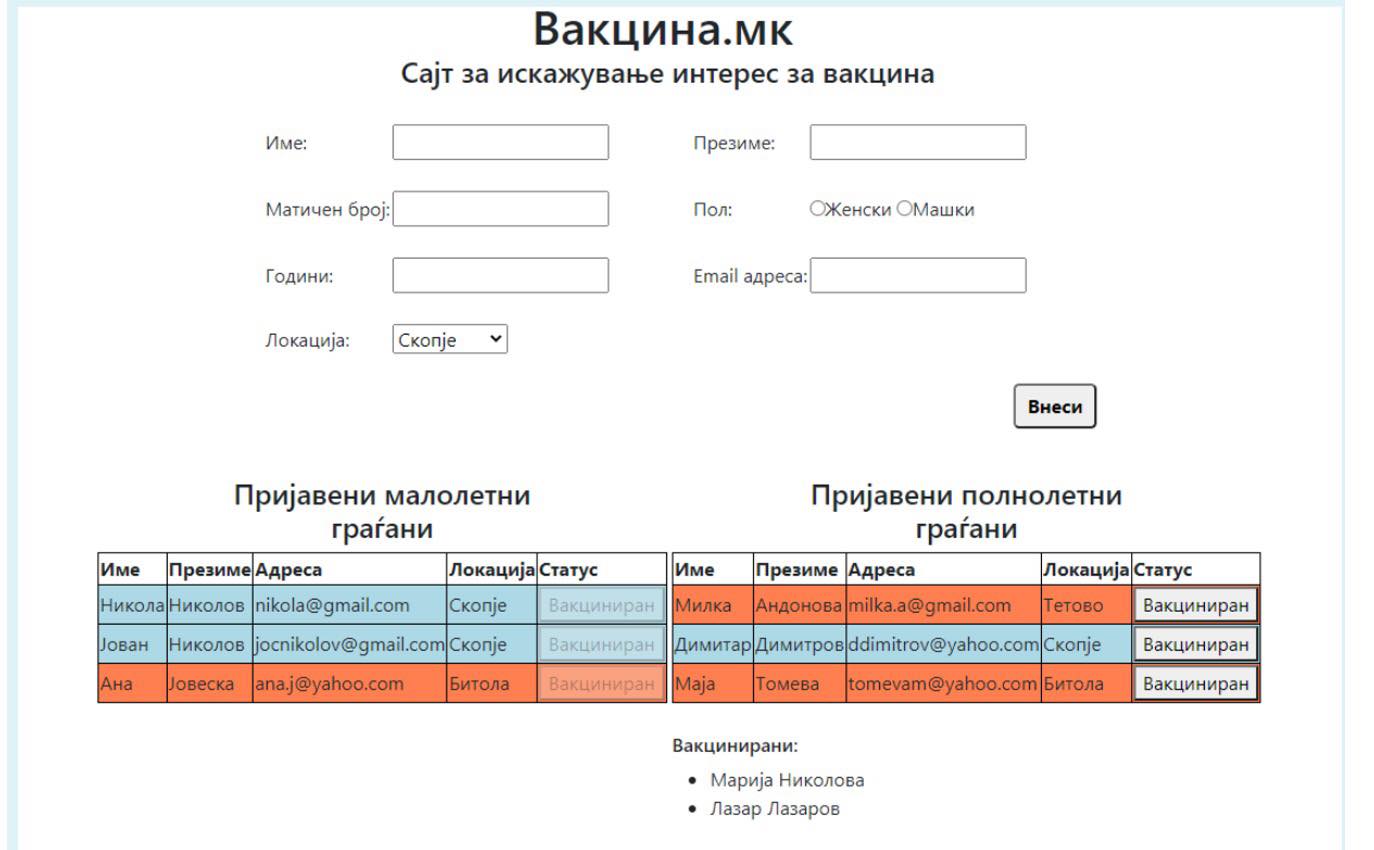 Вакцина.мк
Сајт за искажување интерес за вакцина
Име: Презиме:
Матичен број: Пол: Женски Машки
Години: Email адреса:
Локација: Скопје
Внеси
Пријавени малолетни граѓани
Име Презиме Адреса Локација Статус
Никола Николов nikola@gmail.com Скопје Вакциниран
Јован Николов jocnikolov@gmail.com Скопје Вакциниран
Ана Јовеска ana.j@yahoo.com Битола Вакциниран
Пријавени полнолетни граѓани
Име Презиме Адреса Локација Статус
Милка Андонова milka.a@gmail.com Тетово Вакциниран
Димитар Димитров ddimitrov@yahoo.com Скопје Вакциниран
Маја Томева tomevam@yahoo.com Битола Вакциниран
Вакцинирани:
Марија Николова
Лазар Лазаров